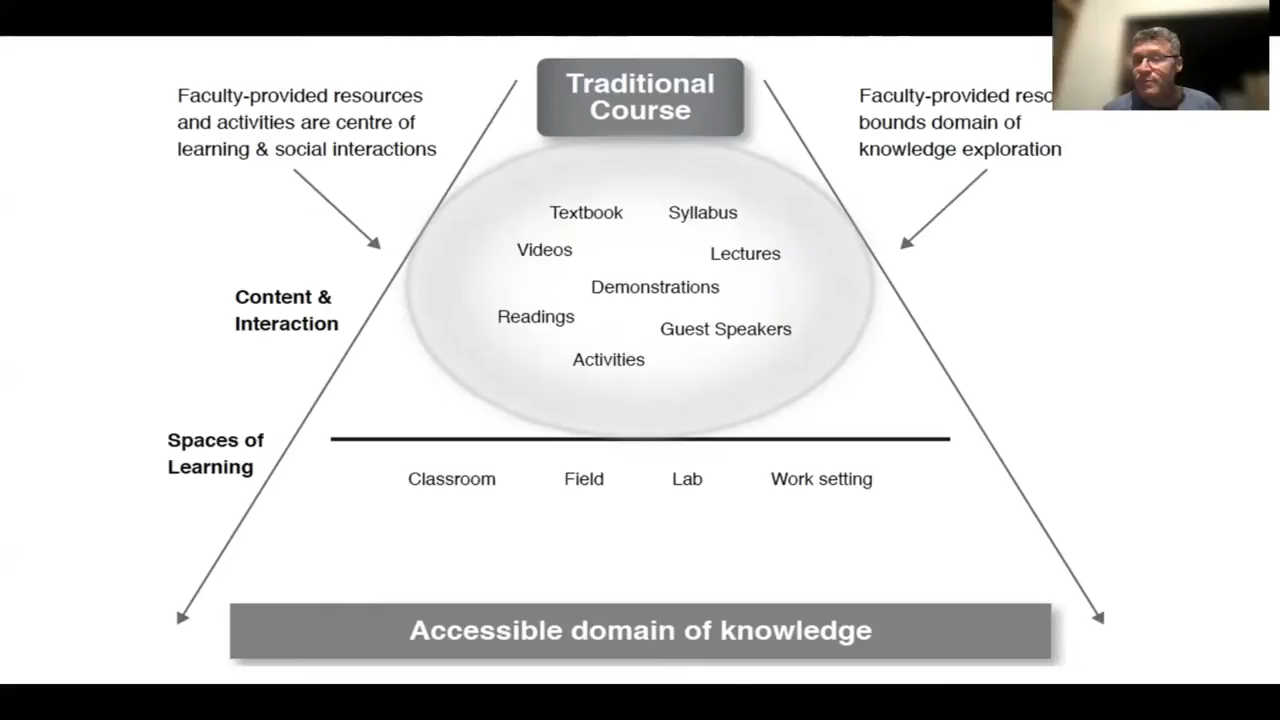 Traditional
Course
Faculty-provided resources
and activities are centre of
learning & social interactions
Faculty-provided
bounds domain of
knowledge exploration
Textbook
Syllabus
Videos
Lectures
Demonstrations
Readings
Guest Speakers
Activities
Content &
Interaction
Spaces of
Learning
Classroom
Field
Lab
Work setting
Accessible domain of knowledge